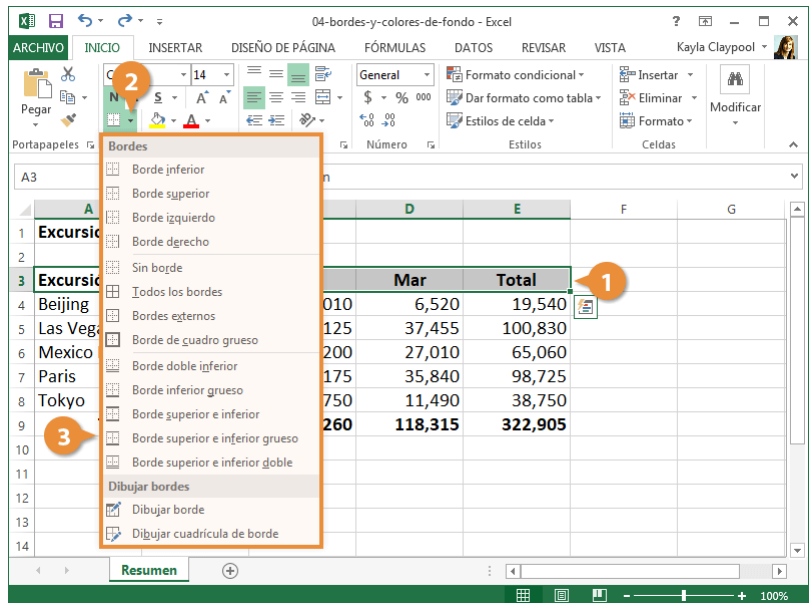 04-bordes-y-colores-de-fondo - Excel
ARCHIVO INICIO INSERTAR DISEÑO DE PÁGINA FÓRMULAS DATOS REVISAR VISTA Kayla Claypool
14 General Formato condicional Insertar
Pegar N S A A $ % 000 Dar formato como tabla Eliminar Modificar
A Estilos de celda Formato
Portapapeles Número Estilos Celdas
2
A3
A D E F G
1 Excursio
2
3 Excursio Mar Total
1
4 Beijing 010 6,520 19,540
5 Las Vega 125 37,455 100,830
6 Mexico 200 27,010 65,060
7 Paris 175 35,840 98,725
8 Tokyo 750 11,490 38,750
9 260 118,315 322,905
10
11
12
13
14
Bordes
Borde inferior
Borde superior
Borde izquierdo
Borde derecho
Sin borde
Todos los bordes
Bordes externos
Borde de cuadro grueso
Borde doble inferior
Borde inferior grueso
Borde superior e inferior
Borde superior e inferior grueso
Borde superior e inferior doble
3
Dibujar bordes
Dibujar borde
Dibujar cuadrícula de borde
Resumen
100%